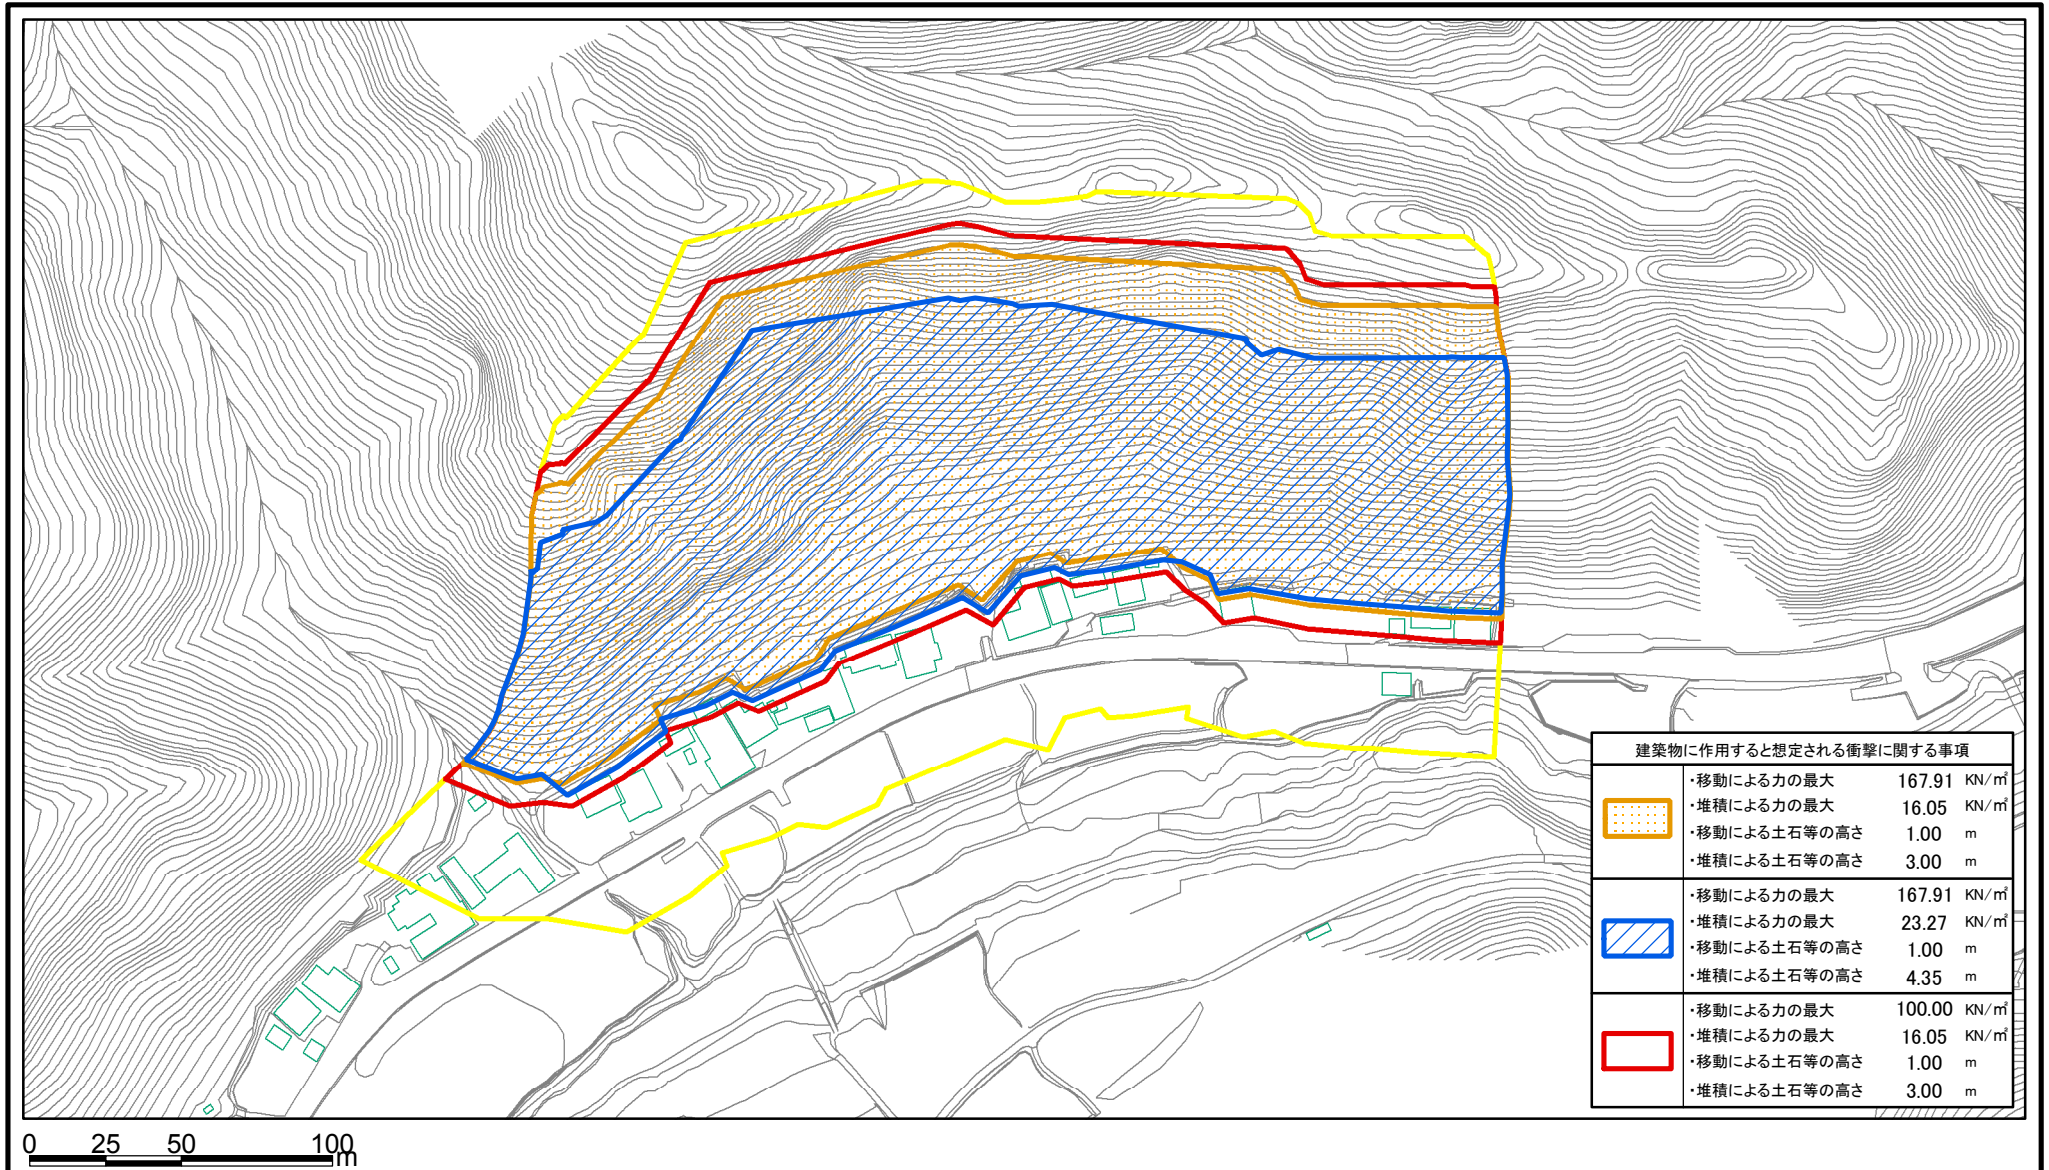 建築物に作用すると想定される衝撃に関する事項
・移動による力の最大 167.91 KN/㎡
・堆積による力の最大 16.05 KN/㎡
・移動による土石等の高さ 1.00 m
・堆積による土石等の高さ 3.00 m
・移動による力の最大 167.91 KN/㎡
・堆積による力の最大 23.27 KN/㎡
・移動による土石等の高さ 1.00 m
・堆積による土石等の高さ 4.35 m
・移動による力の最大 100.00 KN/㎡
・堆積による力の最大 16.05 KN/㎡
・移動による土石等の高さ 1.00 m
・堆積による土石等の高さ 3.00 m
0 25 50 100
m